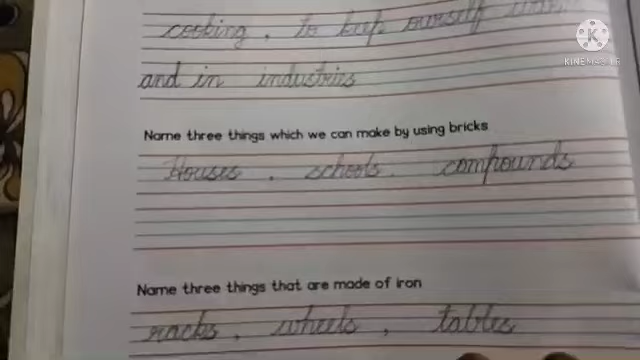 cooking, to keep ourself warm
KINEMASTER
and in industries
Name three things which we can make by using bricks
Houses, schools. compounds
Name three things that are made of iron
racks, wheels, tables